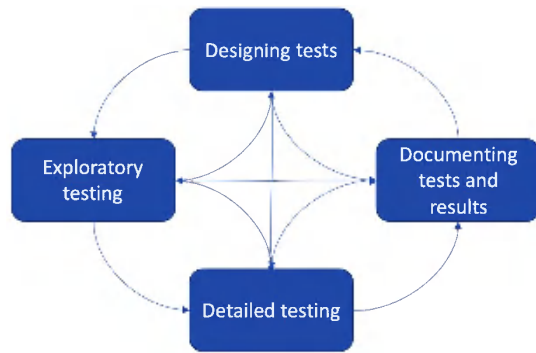 Designing tests
Exploratory
testing
Documenting
tests and
results
Detailed testing